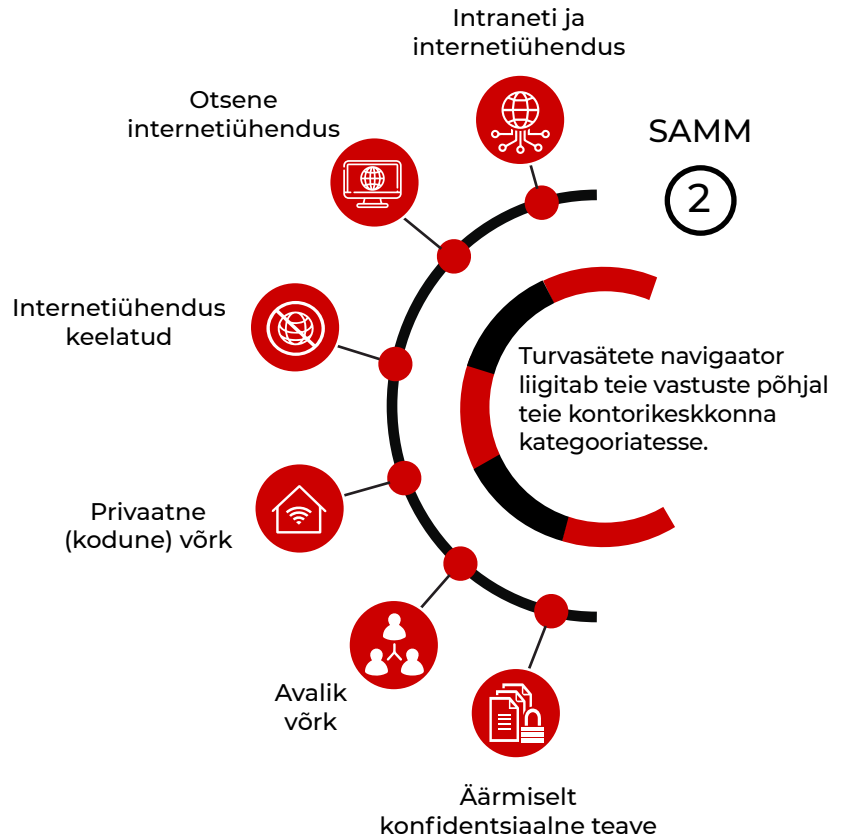 Intraneti ja
internetiühendus
Otsene
internetiühendus
SAMM
2
Internetiühendus
keelatud
Turvasätete navigaator
liigitab teie vastuste põhjal
teie kontorikeskkonna
kategooriatesse.
Privaatne
(kodune) võrk
Avalik
võrk
Äärmiselt
konfidentsiaalne teave